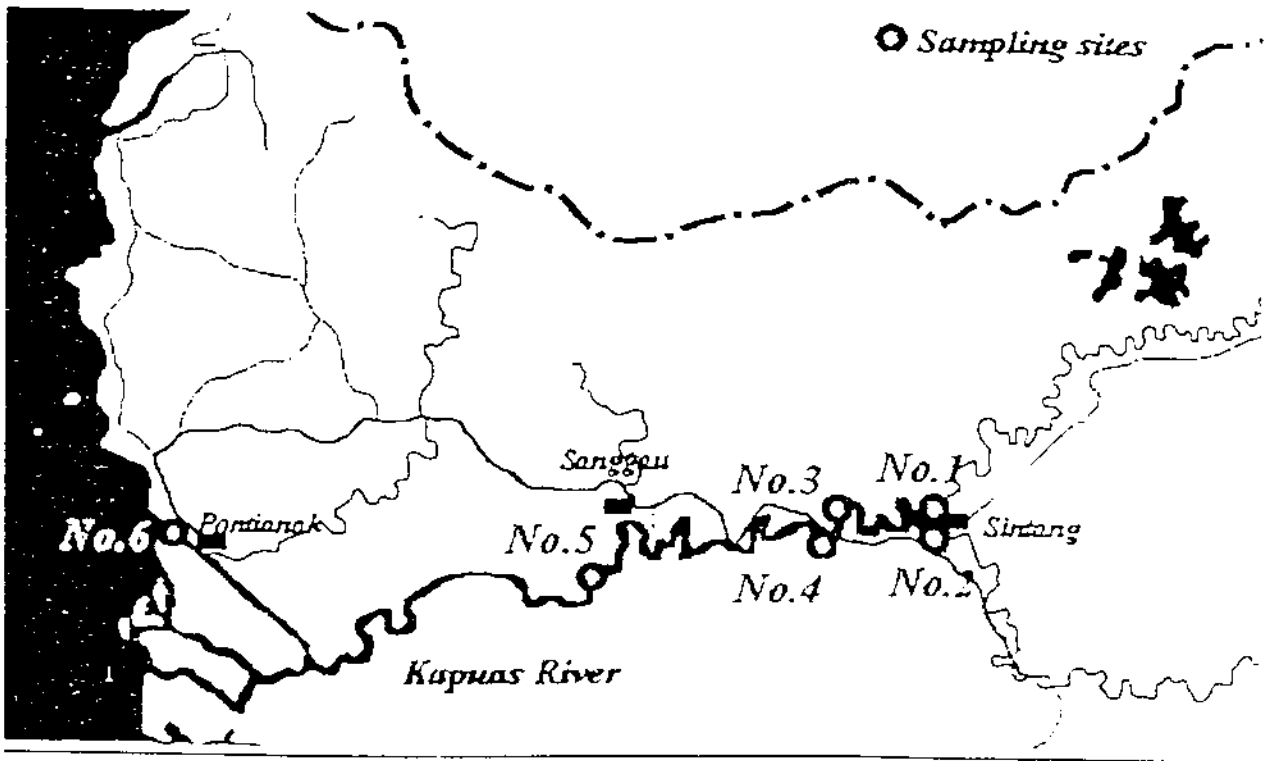 Sampling sites
Sanggau
No.3
No.1
No.6
Pontianak
No.5
Sintang
No.4
No.2
Kapuas River